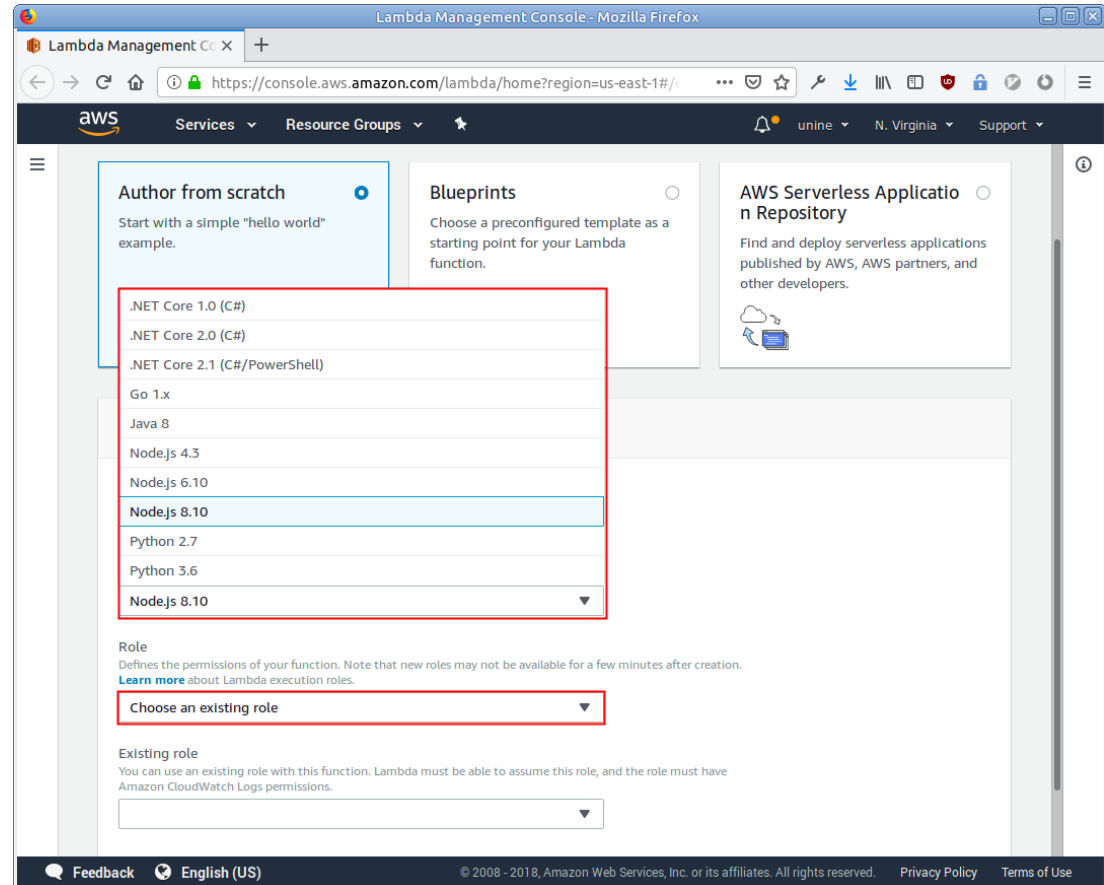 Lambda Management Console - Mozilla Firefox
Lambda Management Co
https://console.aws.amazon.com/lambda/home?region=us-east-1#/
aws Services Resource Groups unine N. Virginia Support
Author from scratch
Start with a simple "hello world"
example.
Blueprints
Choose a preconfigured template as a
starting point for your Lambda
function.
AWS Serverless Applicatio
n Repository
Find and deploy serverless applications
published by AWS, AWS partners, and
other developers.
.NET Core 1.0 (C#)
.NET Core 2.0 (C#)
.NET Core 2.1 (C#/PowerShell)
Go 1.x
Java 8
Node.js 4.3
Node.js 6.10
Node.js 8.10
Python 2.7
Python 3.6
Node.js 8.10
Role
Defines the permissions of your function. Note that new roles may not be available for a few minutes after creation.
Learn more about Lambda execution roles.
Choose an existing role
Existing role
You can use an existing role with this function. Lambda must be able to assume this role, and the role must have
Amazon CloudWatch Logs permissions.
Feedback English (US) © 2008 - 2018, Amazon Web Services, Inc. or its affiliates. All rights reserved. Privacy Policy Terms of Use